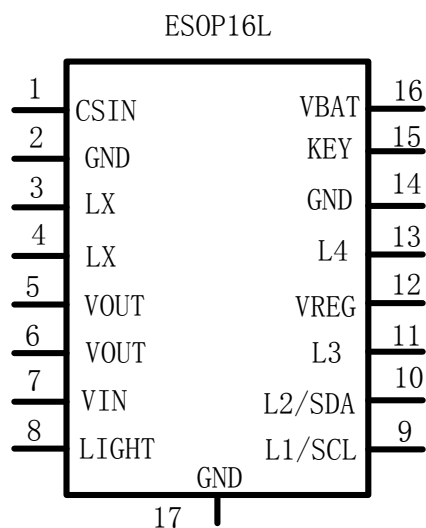 ESOP16L
1 CSIN VBAT 16
2 GND KEY 15
3 LX GND 14
4 LX L4 13
5 VOUT VREG 12
6 VOUT L3 11
7 VIN L2/SDA 10
8 LIGHT L1/SCL 9
GND
17